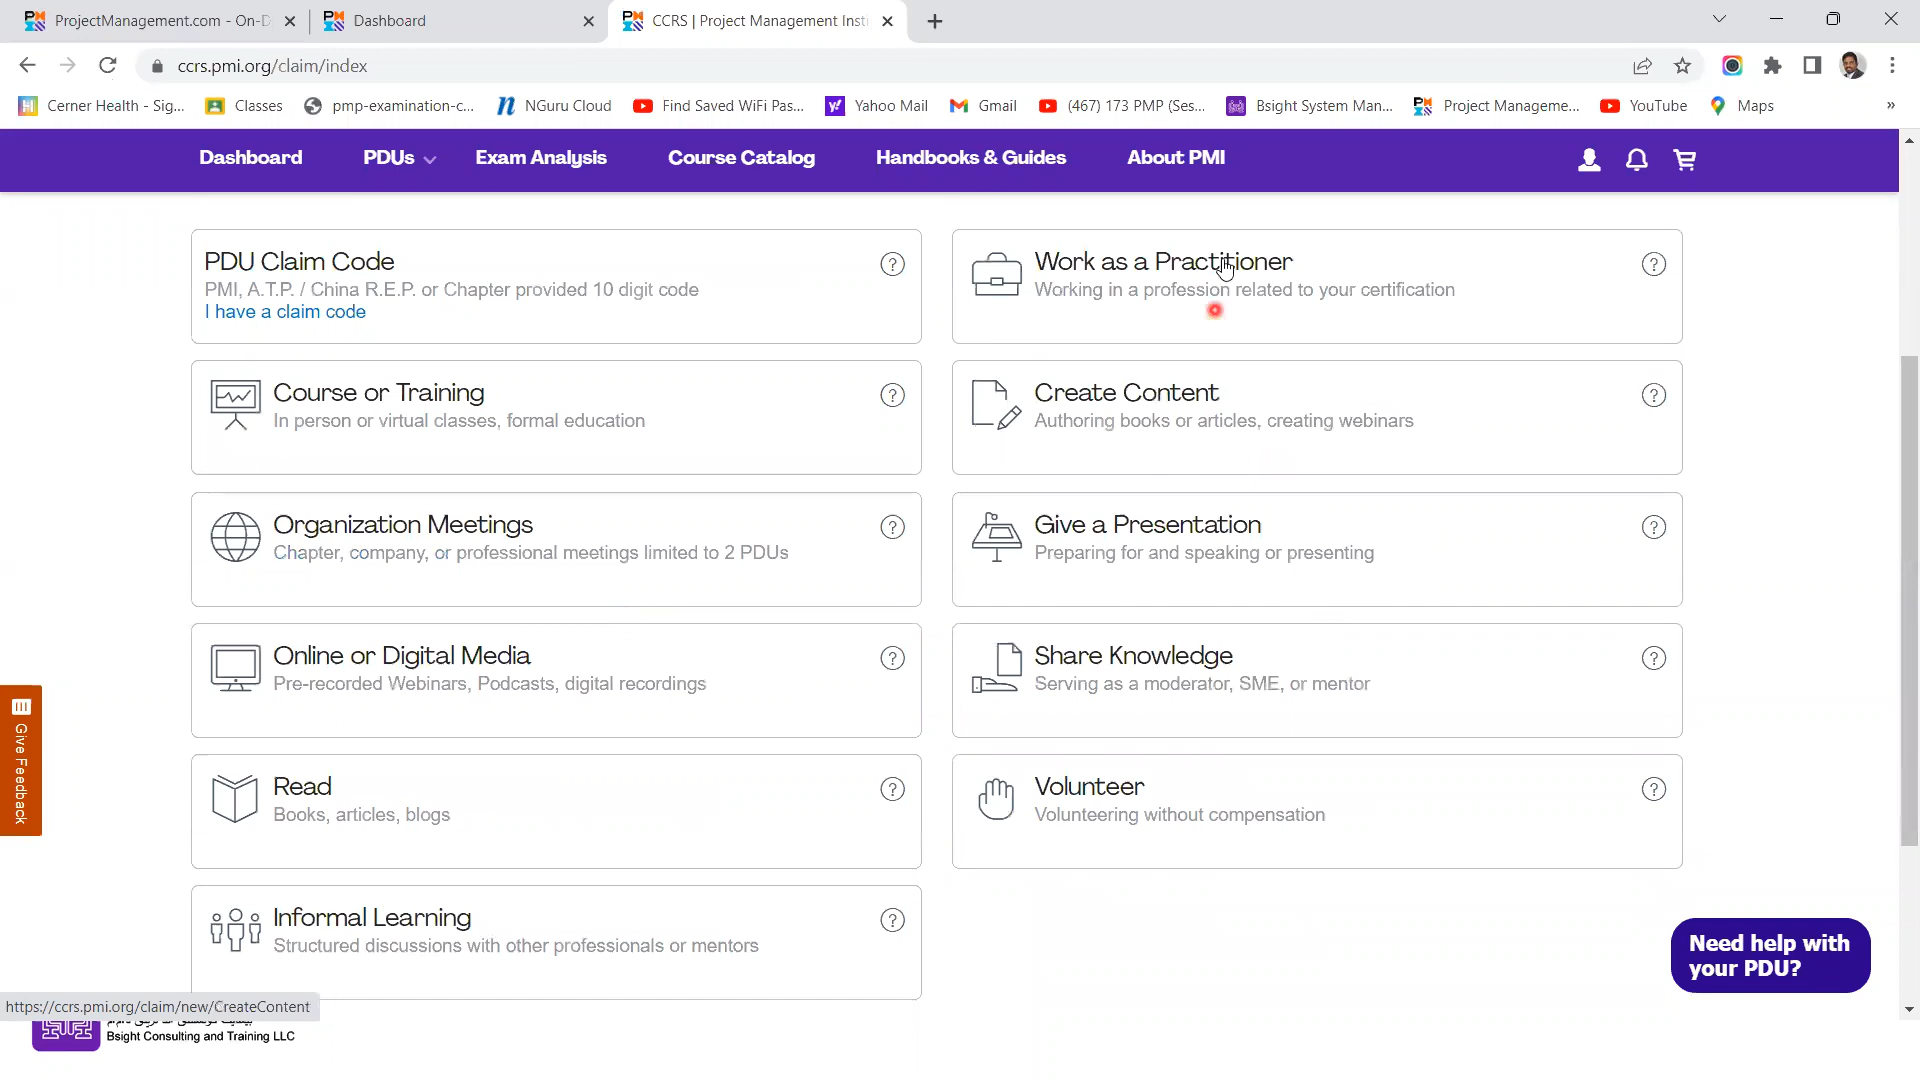 ProjectManagement.com - On-D
Dashboard
CCRS | Project Management Insti
ccrs.pmi.org/claim/index
Cerner Health - Sig...
Classes
pmp-examination-c...
NGuru Cloud
Find Saved WiFi Pas...
Yahoo Mail
Gmail
(467) 173 PMP (Ses...
Bsight System Man...
Project Manageme...
YouTube
Maps
»
Dashboard
PDUs
Exam Analysis
Course Catalog
Handbooks & Guides
About PMI
PDU Claim Code
PMI, A.T.P. / China R.E.P. or Chapter provided 10 digit code
I have a claim code
Work as a Practitioner
Working in a profession related to your certification
Course or Training
In person or virtual classes, formal education
Create Content
Authoring books or articles, creating webinars
Organization Meetings
Chapter, company, or professional meetings limited to 2 PDUs
Give a Presentation
Preparing for and speaking or presenting
Online or Digital Media
Pre-recorded Webinars, Podcasts, digital recordings
Share Knowledge
Serving as a moderator, SME, or mentor
Read
Books, articles, blogs
Volunteer
Volunteering without compensation
Informal Learning
Structured discussions with other professionals or mentors
Give Feedback
Need help with
your PDU?
https://ccrs.pmi.org/claim/new/CreateContent
Bsight Consulting and Training LLC